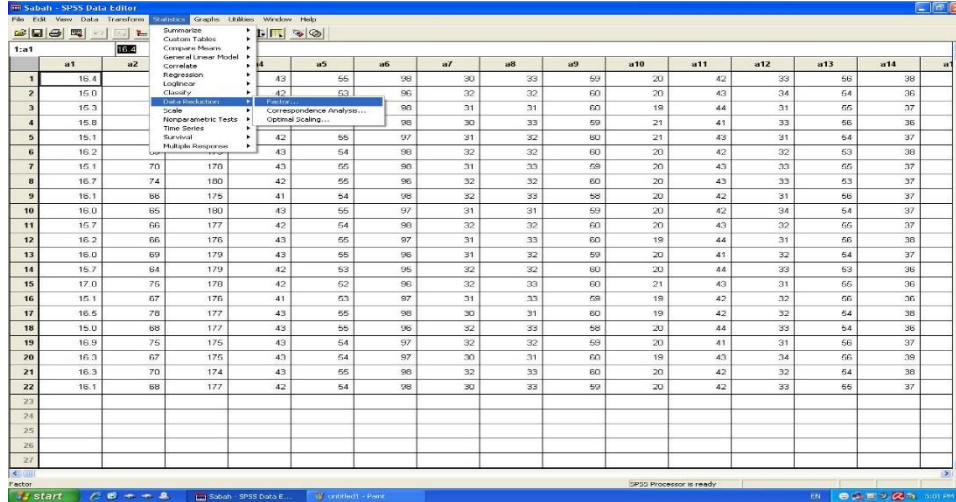 Sabah - SPSS Data Editor
File Edit View Data Transform Statistics Graphs Utilities Window Help
Summarize
Custom Tables
Compare Means
General Linear Model
Correlate
Regression
Loglinear
Classify
Data Reduction
Scale
Nonparametric Tests
Time Series
Survival
Multiple Response
Factor...
Correspondence Analysis...
Optimal Scaling...
1:a1 16.4
a1 a2 a5 a6 a7 a8 a9 a10 a11 a12 a13 a14
1 16.4 43 55 98 30 33 59 20 42 33 56 38
2 15.0 42 53 96 32 32 60 20 43 34 54 37
3 15.3 98 31 31 60 19 44 31 55 37
4 15.8 98 30 33 59 21 41 33 56 36
5 15.1 42 55 97 31 32 60 21 43 31 54 37
6 16.2 43 54 98 32 32 60 20 42 32 53 38
7 15.1 70 178 43 55 98 31 33 59 20 43 33 55 37
8 16.7 74 180 42 55 96 32 32 60 20 43 33 53 37
9 16.1 66 175 41 54 98 32 33 58 20 42 31 56 37
10 16.0 65 180 43 55 97 31 31 59 20 42 34 54 37
11 15.7 66 177 42 54 98 32 32 60 20 43 32 55 37
12 16.2 66 176 43 55 97 31 33 60 19 44 31 56 38
13 16.0 69 179 43 55 96 31 32 59 20 41 32 54 37
14 15.7 64 179 42 53 95 32 32 60 20 44 33 53 36
15 17.0 75 178 42 52 96 32 33 60 21 43 31 55 37
16 15.1 67 176 41 53 97 31 33 59 19 42 32 56 36
17 16.5 78 177 43 55 98 30 31 60 19 42 32 54 38
18 15.0 68 177 43 55 96 32 33 58 20 44 33 54 36
19 16.9 75 175 43 54 97 32 32 59 20 41 31 56 37
20 16.3 67 175 43 54 97 30 31 60 19 43 34 56 39
21 16.3 70 174 43 55 98 32 33 60 20 42 32 54 38
22 16.1 68 177 42 54 98 30 33 59 20 42 33 55 37
23
24
25
26
27
Factor
SPSS Processor is ready
start
Sabah - SPSS Data E...
untitled1 - Paint
EN
5:01 PM